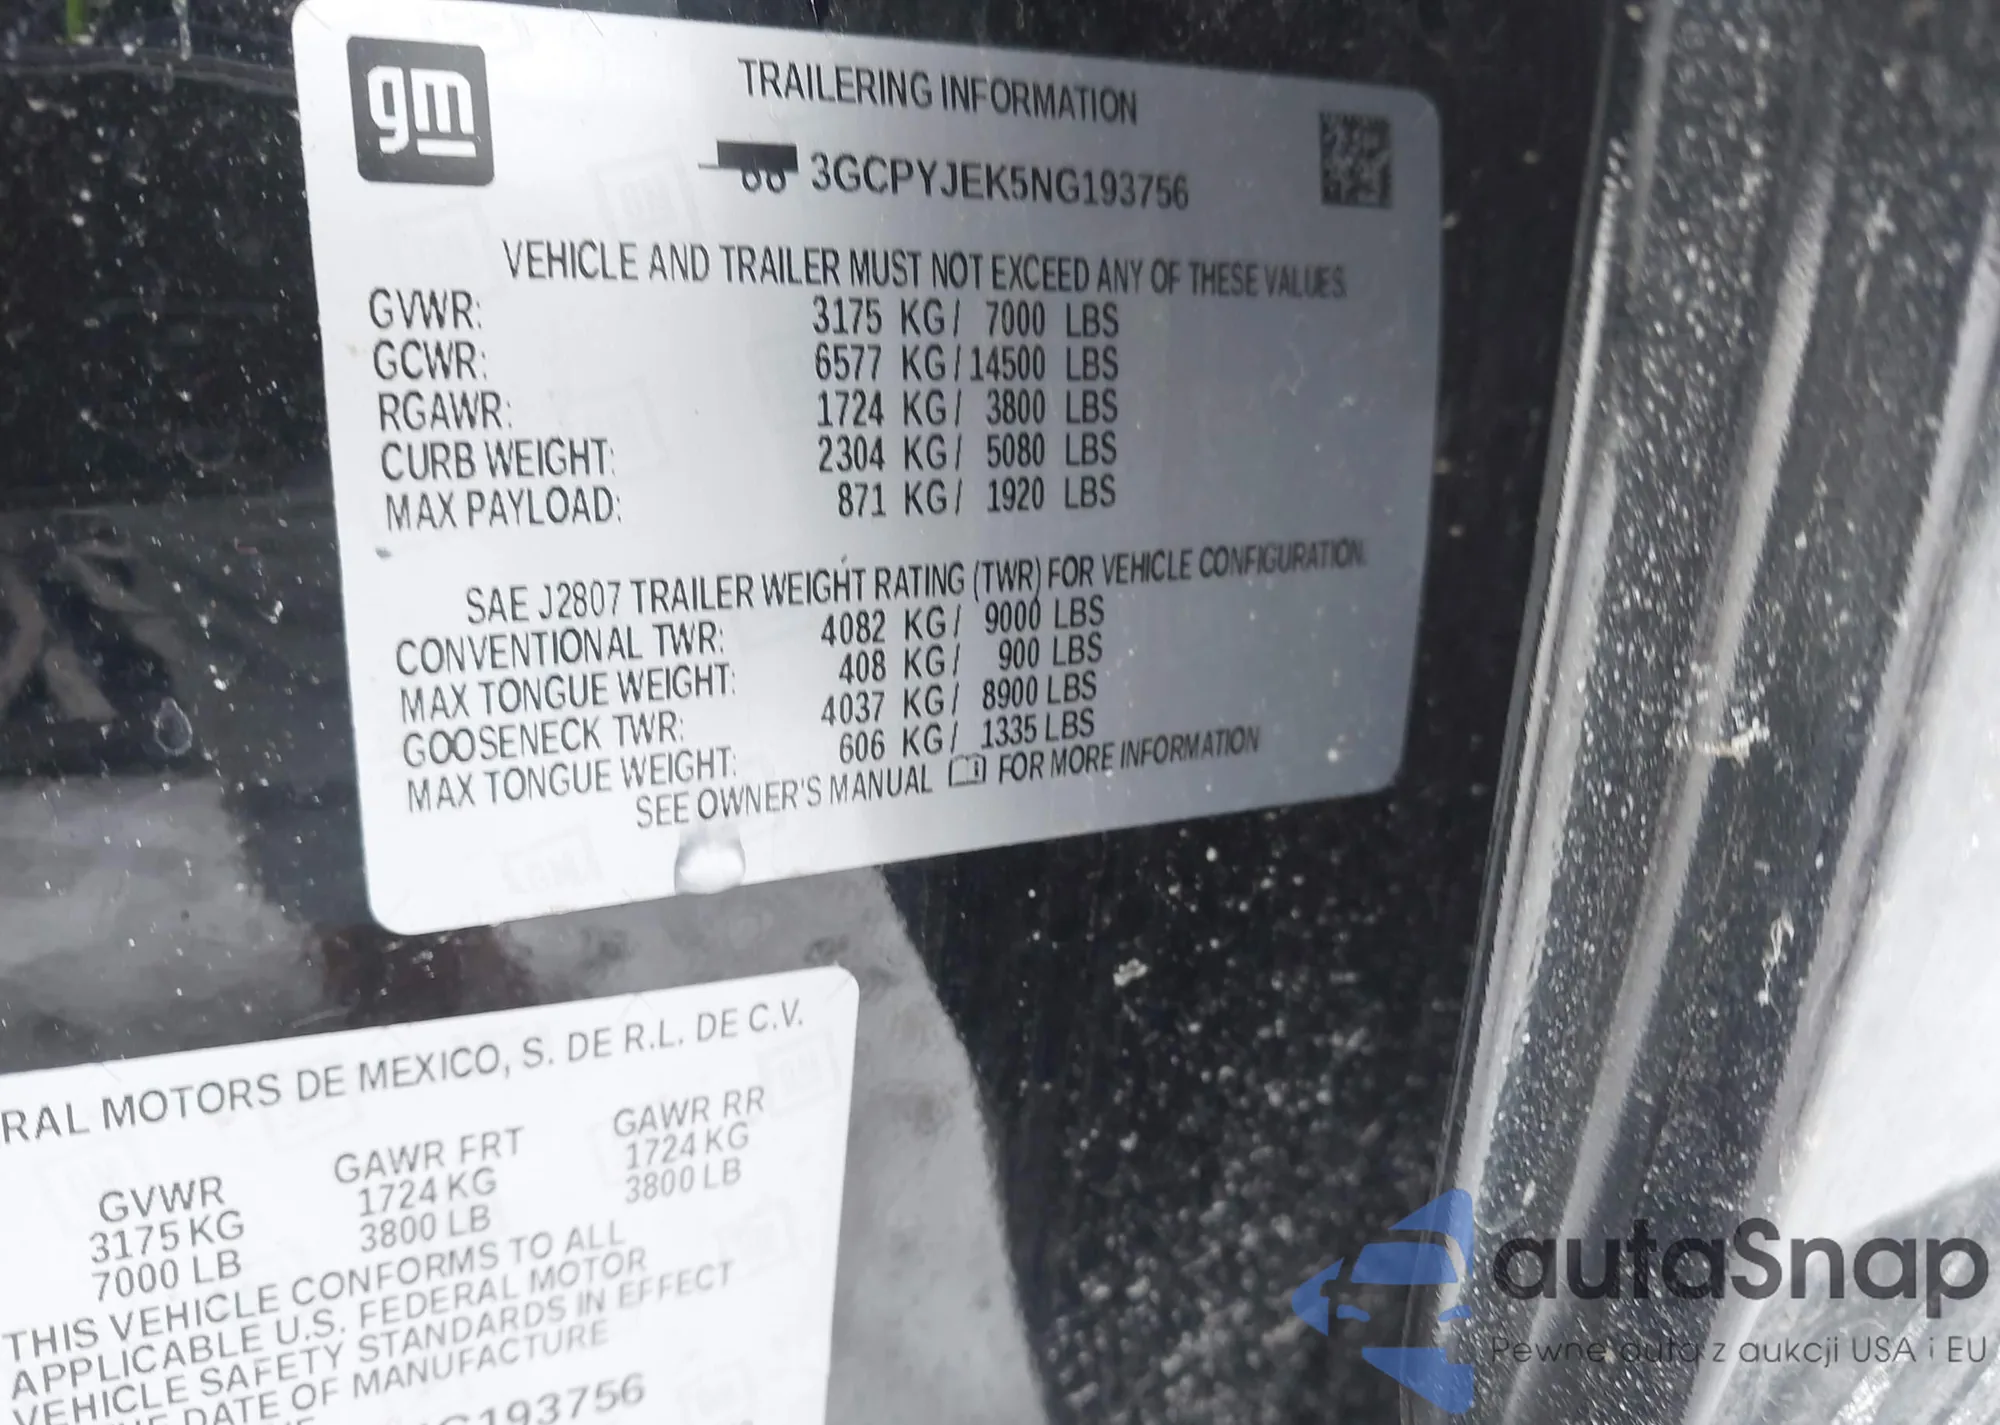 gm
TRAILERING INFORMATION
3GCPYJEK5NG193756
VEHICLE AND TRAILER MUST NOT EXCEED ANY OF THESE VALUES.
GVWR: 3175 KG/ 7000 LBS
GCWR: 6577 KG/ 14500 LBS
RGAWR: 1724 KG/ 3800 LBS
CURB WEIGHT: 2304 KG/ 5080 LBS
MAX PAYLOAD: 871 KG/ 1920 LBS
SAE J2807 TRAILER WEIGHT RATING (TWR) FOR VEHICLE CONFIGURATION.
CONVENTIONAL TWR: 4082 KG/ 9000 LBS
MAX TONGUE WEIGHT: 408 KG/ 900 LBS
GOOSENECK TWR: 4037 KG/ 8900 LBS
MAX TONGUE WEIGHT: 606 KG/ 1335 LBS
SEE OWNER'S MANUAL FOR MORE INFORMATION
RAL MOTORS DE MEXICO, S. DE R.L. DE C.V.
GVWR GAWR FRT GAWR RR
3175 KG 1724 KG 1724 KG
7000 LB 3800 LB 3800 LB
THIS VEHICLE CONFORMS TO ALL
APPLICABLE U.S. FEDERAL MOTOR
VEHICLE SAFETY STANDARDS IN EFFECT
DATE OF MANUFACTURE
G193756
autaSnap
Pewne auta z aukcji USA i EU